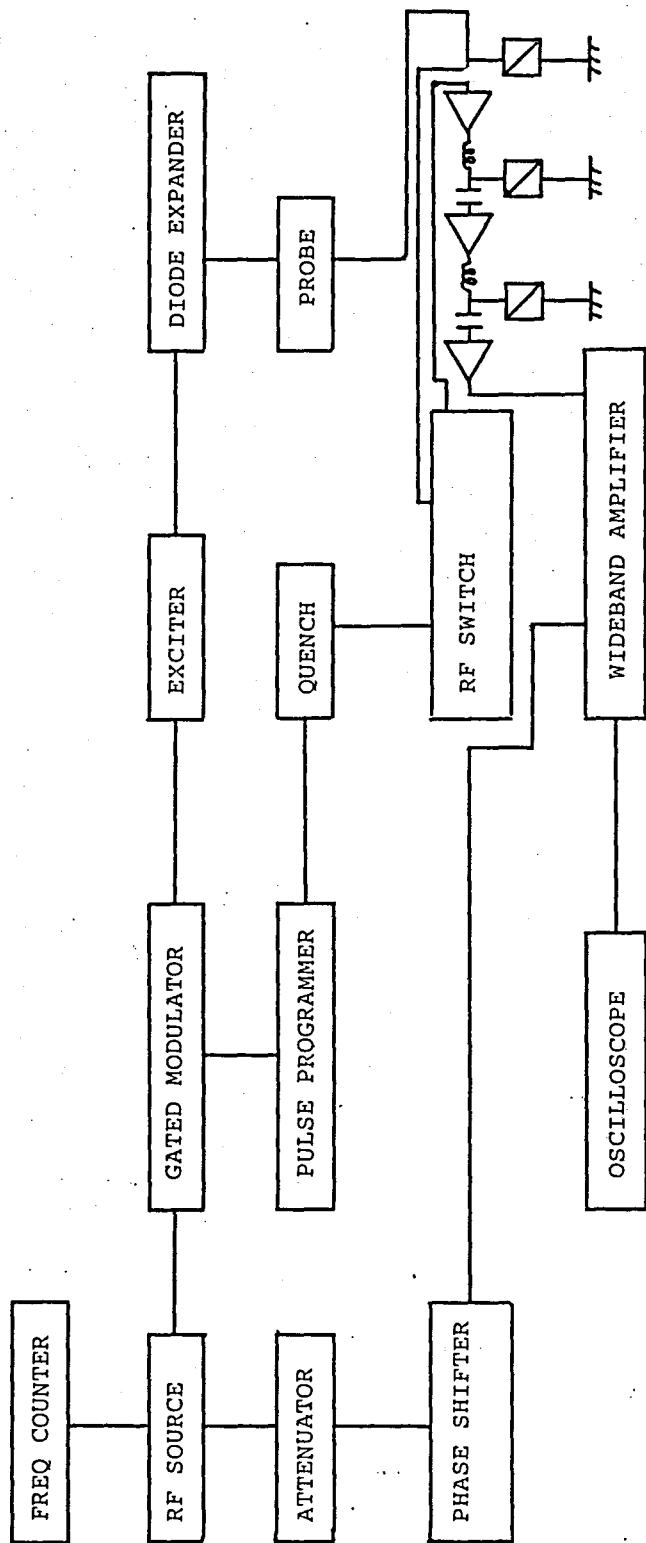 FREQ COUNTER
RF SOURCE
GATED MODULATOR
EXCITER
DIODE EXPANDER
ATTENUATOR
PULSE PROGRAMMER
QUENCH
PROBE
PHASE SHIFTER
RF SWITCH
OSCILLOSCOPE
WIDEBAND AMPLIFIER